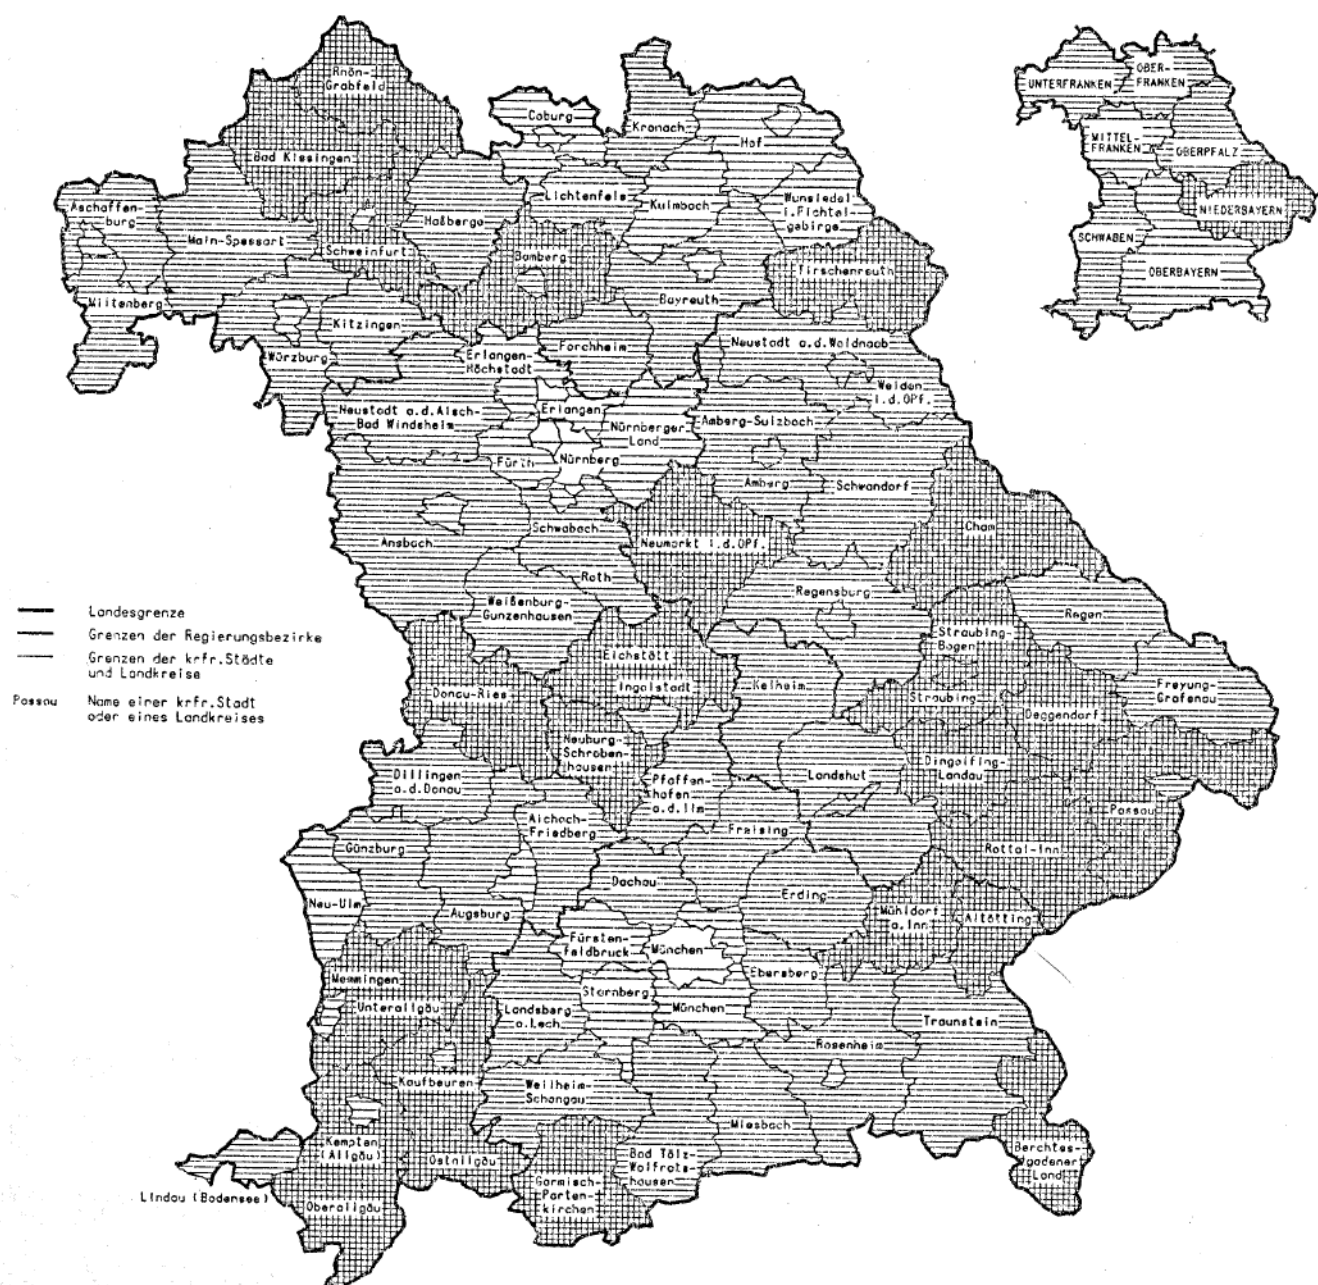 Rhön-
Grabfeld
Coburg
Kronach
Hof
Bad Kissingen
Lichtenfels
Kulmbach
Wunsiedel
i.Fichtel-
gebirge
Aschaffen-
burg
Main-Spessart
Haßberge
Schweinfurt
Bamberg
Tirschenreuth
Miltenberg
Bayreuth
Kitzingen
Würzburg
Erlangen-
Höchstadt
Forchheim
Neustadt a.d.Waldnaab
Weiden
i.d.OPf.
Neustadt a.d.Aisch-
Bad Windsheim
Erlangen
Nürnberger
Land
Amberg-Sulzbach
Fürth
Nürnberg
Amberg
Schwandorf
Ansbach
Schwabach
Neumarkt i.d.OPf.
Cham
Roth
Weißenburg-
Gunzenhausen
Regensburg
Regen
Straubing-
Bogen
Eichstätt
Ingolstadt
Kelheim
Straubing
Freyung-
Grafenau
Donau-Ries
Deggendorf
Neuburg-
Schroben-
hausen
Dingolfing-
Landau
Dillingen
a.d.Donau
Pfaffen-
hofen
a.d.Ilm
Landshut
Passau
Aichach-
Friedberg
Freising
Rottal-Inn
Günzburg
Dachau
Erding
Neu-Ulm
Augsburg
Mühldorf
a.Inn
Altötting
Fürsten-
feldbruck
München
Ebersberg
Memmingen
Unterallgäu
Landsberg
a.Lech
Starnberg
München
Traunstein
Rosenheim
Kaufbeuren
Weilheim-
Schongau
Miesbach
Kempten
(Allgäu)
Ostallgäu
Bad Tölz-
Wolfrats-
hausen
Berchtes-
gadener
Land
Garmisch-
Parten-
kirchen
Lindau (Bodensee)
Oberallgäu
UNTERFRANKEN
OBER-
FRANKEN
MITTEL-
FRANKEN
OBERPFALZ
NIEDERBAYERN
SCHWABEN
OBERBAYERN
Landesgrenze
Grenzen der Regierungsbezirke
Grenzen der krfr.Städte
und Landkreise
Passau
Name einer krfr.Stadt
oder eines Landkreises